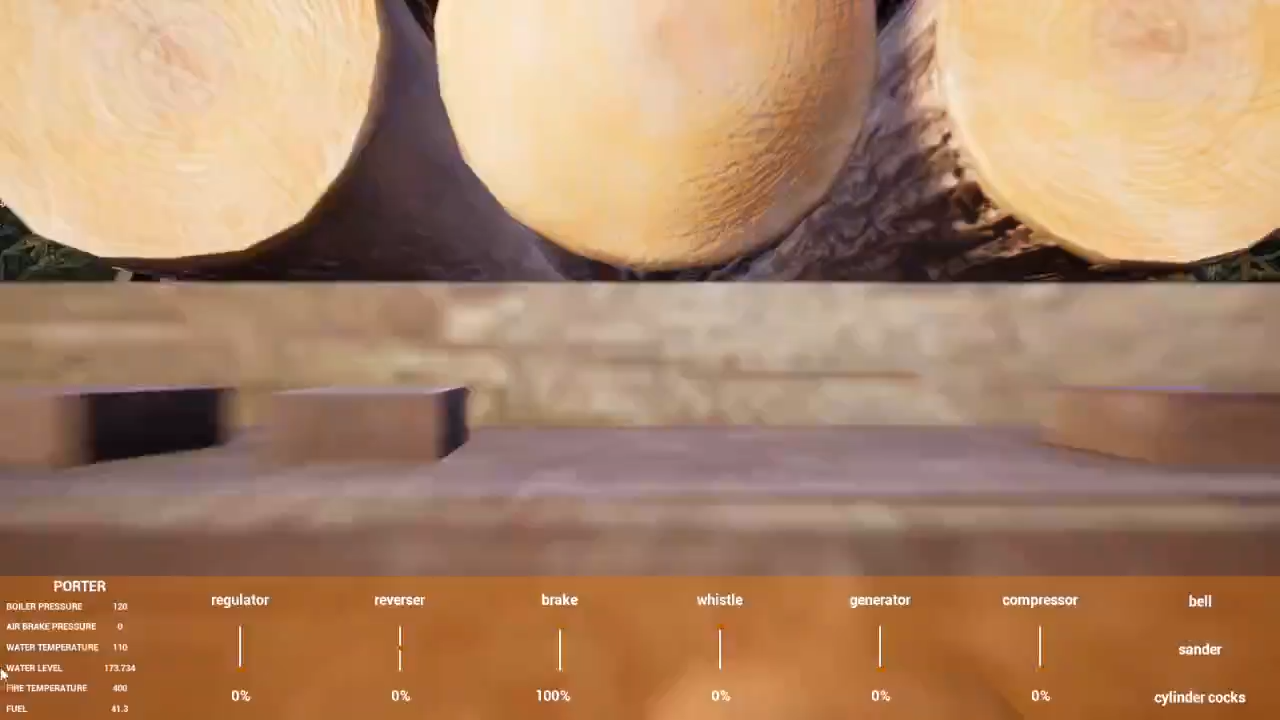 PORTER
BOILER PRESSURE 120
AIR BRAKE PRESSURE 0
WATER TEMPERATURE 110
WATER LEVEL 173.734
FIRE TEMPERATURE 400
FUEL 41.3
regulator
0%
reverser
0%
brake
100%
whistle
0%
generator
0%
compressor
0%
bell
sander
cylinder cocks